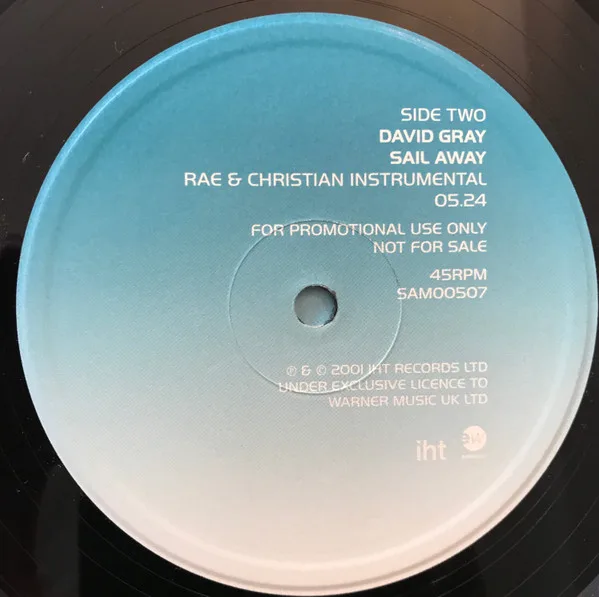 SIDE TWO
DAVID GRAY
SAIL AWAY
RAE & CHRISTIAN INSTRUMENTAL
05.24
FOR PROMOTIONAL USE ONLY
NOT FOR SALE
45RPM
SAM00507
℗ & © 2001 IHT RECORDS LTD
UNDER EXCLUSIVE LICENCE TO
WARNER MUSIC UK LTD
iht
ew